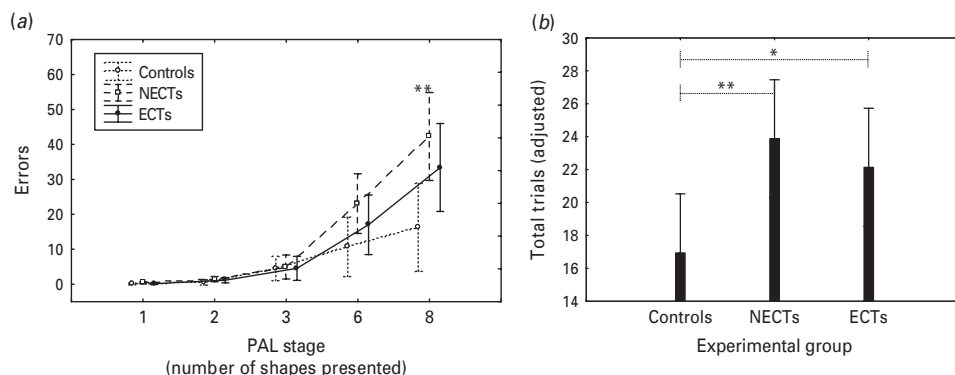 (a)
70
60
50
40
30
20
10
0
Errors
Controls
NECTs
ECTs
**
1 2 3 6 8
PAL stage
(number of shapes presented)
(b)
30
28
26
24
22
20
18
16
14
Total trials (adjusted)
*
**
Controls NECTs ECTs
Experimental group